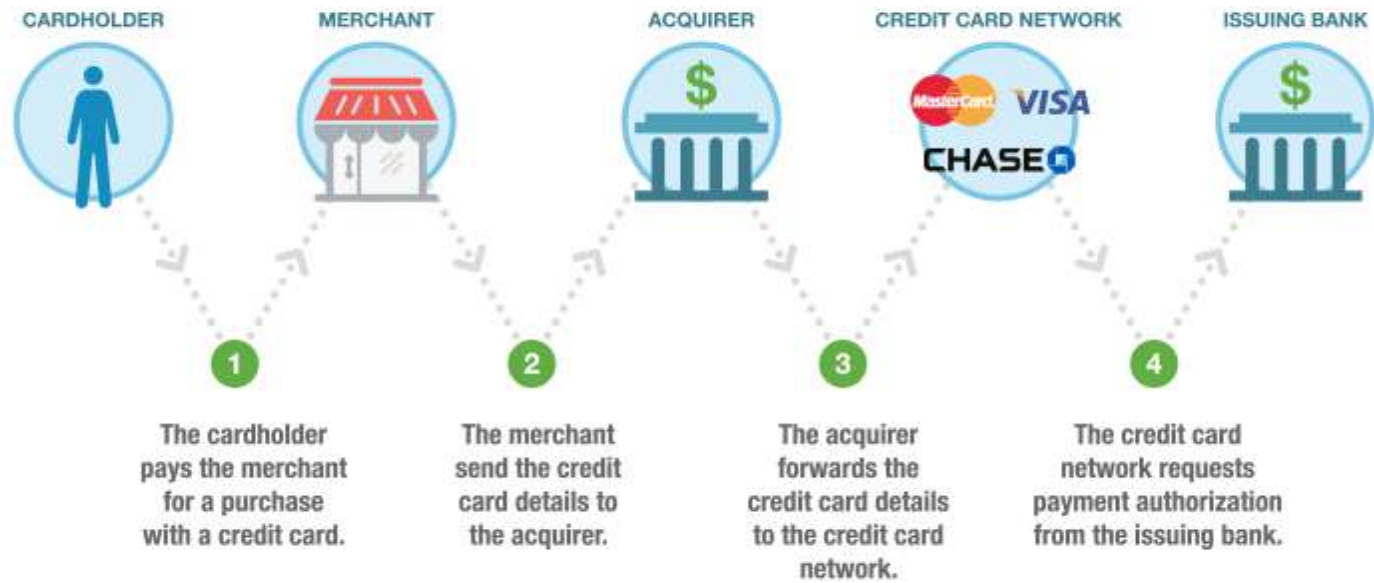 CARDHOLDER
MERCHANT
ACQUIRER
CREDIT CARD NETWORK
ISSUING BANK
$
MasterCard
VISA
CHASE
$
1
2
3
4
The cardholder
pays the merchant
for a purchase
with a credit card.
The merchant
send the credit
card details to
the acquirer.
The acquirer
forwards the
credit card details
to the credit card
network.
The credit card
network requests
payment authorization
from the issuing bank.